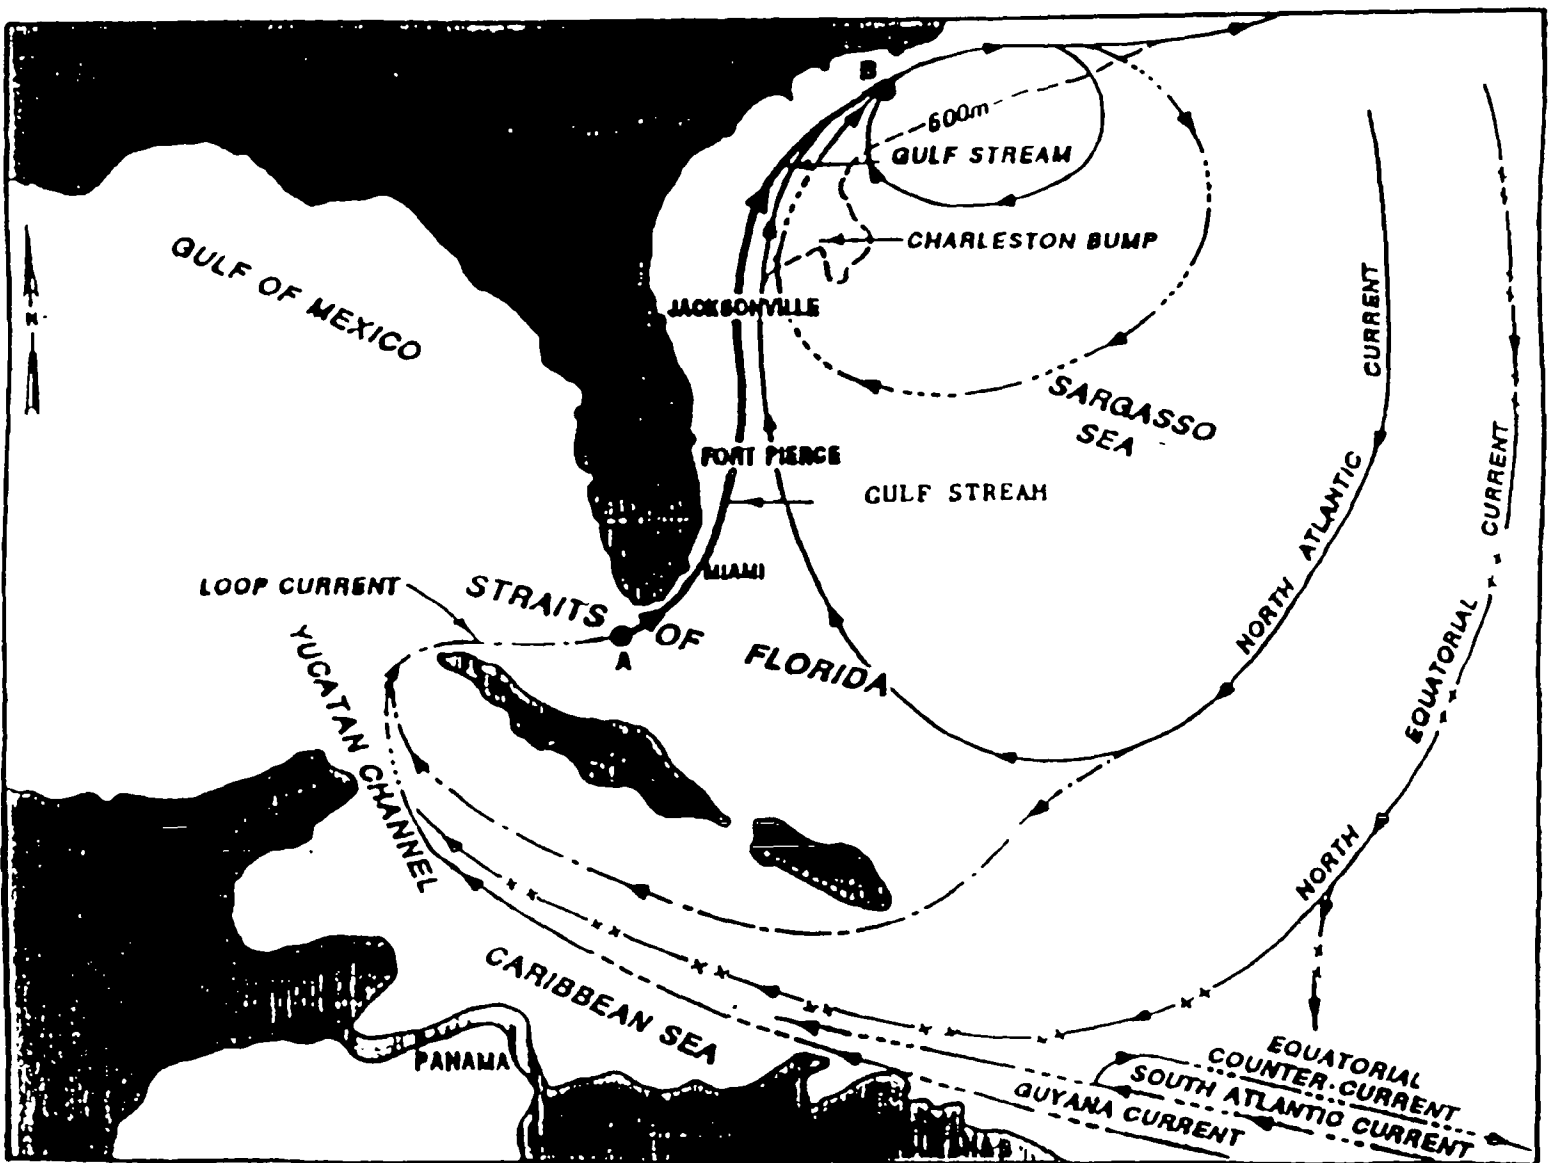 B
600m
GULF STREAM
CHARLESTON BUMP
GULF OF MEXICO
N
JACKSONVILLE
CURRENT
SARGASSO
SEA
FORT PIERCE
GULF STREAM
NORTH ATLANTIC
CURRENT
MIAMI
LOOP CURRENT
STRAITS
OF
FLORIDA
A
YUCATAN CHANNEL
EQUATORIAL
NORTH
CARIBBEAN SEA
PANAMA
EQUATORIAL
COUNTER CURRENT
SOUTH ATLANTIC CURRENT
GUYANA CURRENT